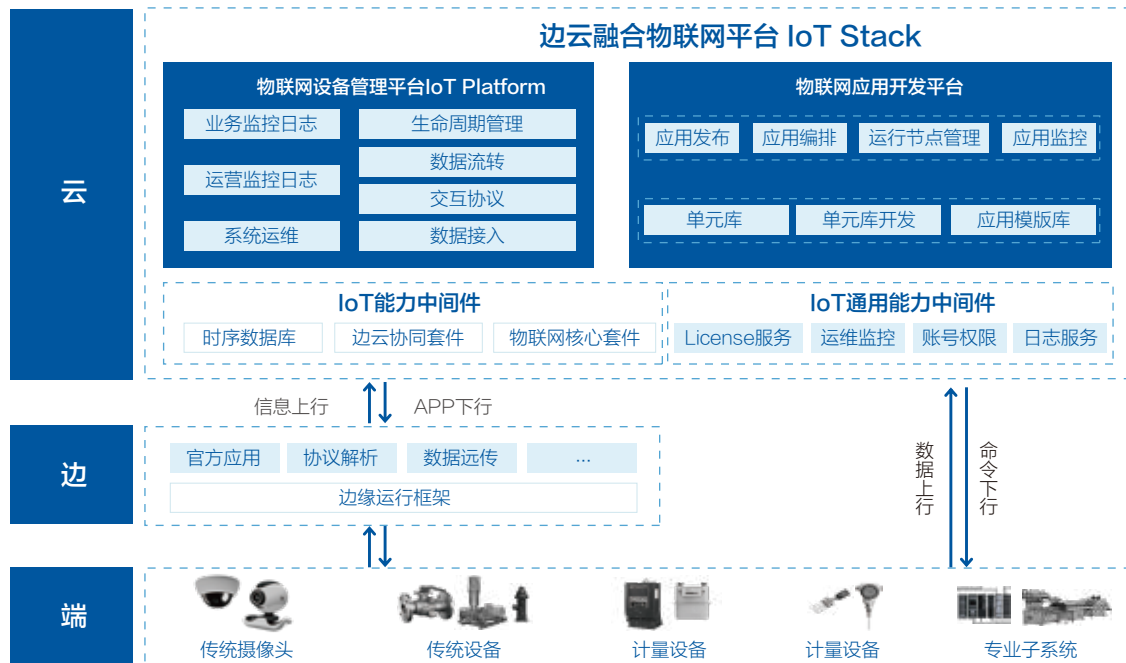 边云融合物联网平台 IoT Stack
云
物联网设备管理平台IoT Platform
业务监控日志
生命周期管理
数据流转
运营监控日志
交互协议
系统运维
数据接入
物联网应用开发平台
应用发布
应用编排
运行节点管理
应用监控
单元库
单元库开发
应用模版库
IoT能力中间件
时序数据库
边云协同套件
物联网核心套件
IoT通用能力中间件
License服务
运维监控
账号权限
日志服务
信息上行
APP下行
数据上行
命令下行
边
官方应用
协议解析
数据远传
...
边缘运行框架
端
传统摄像头
传统设备
计量设备
计量设备
专业子系统